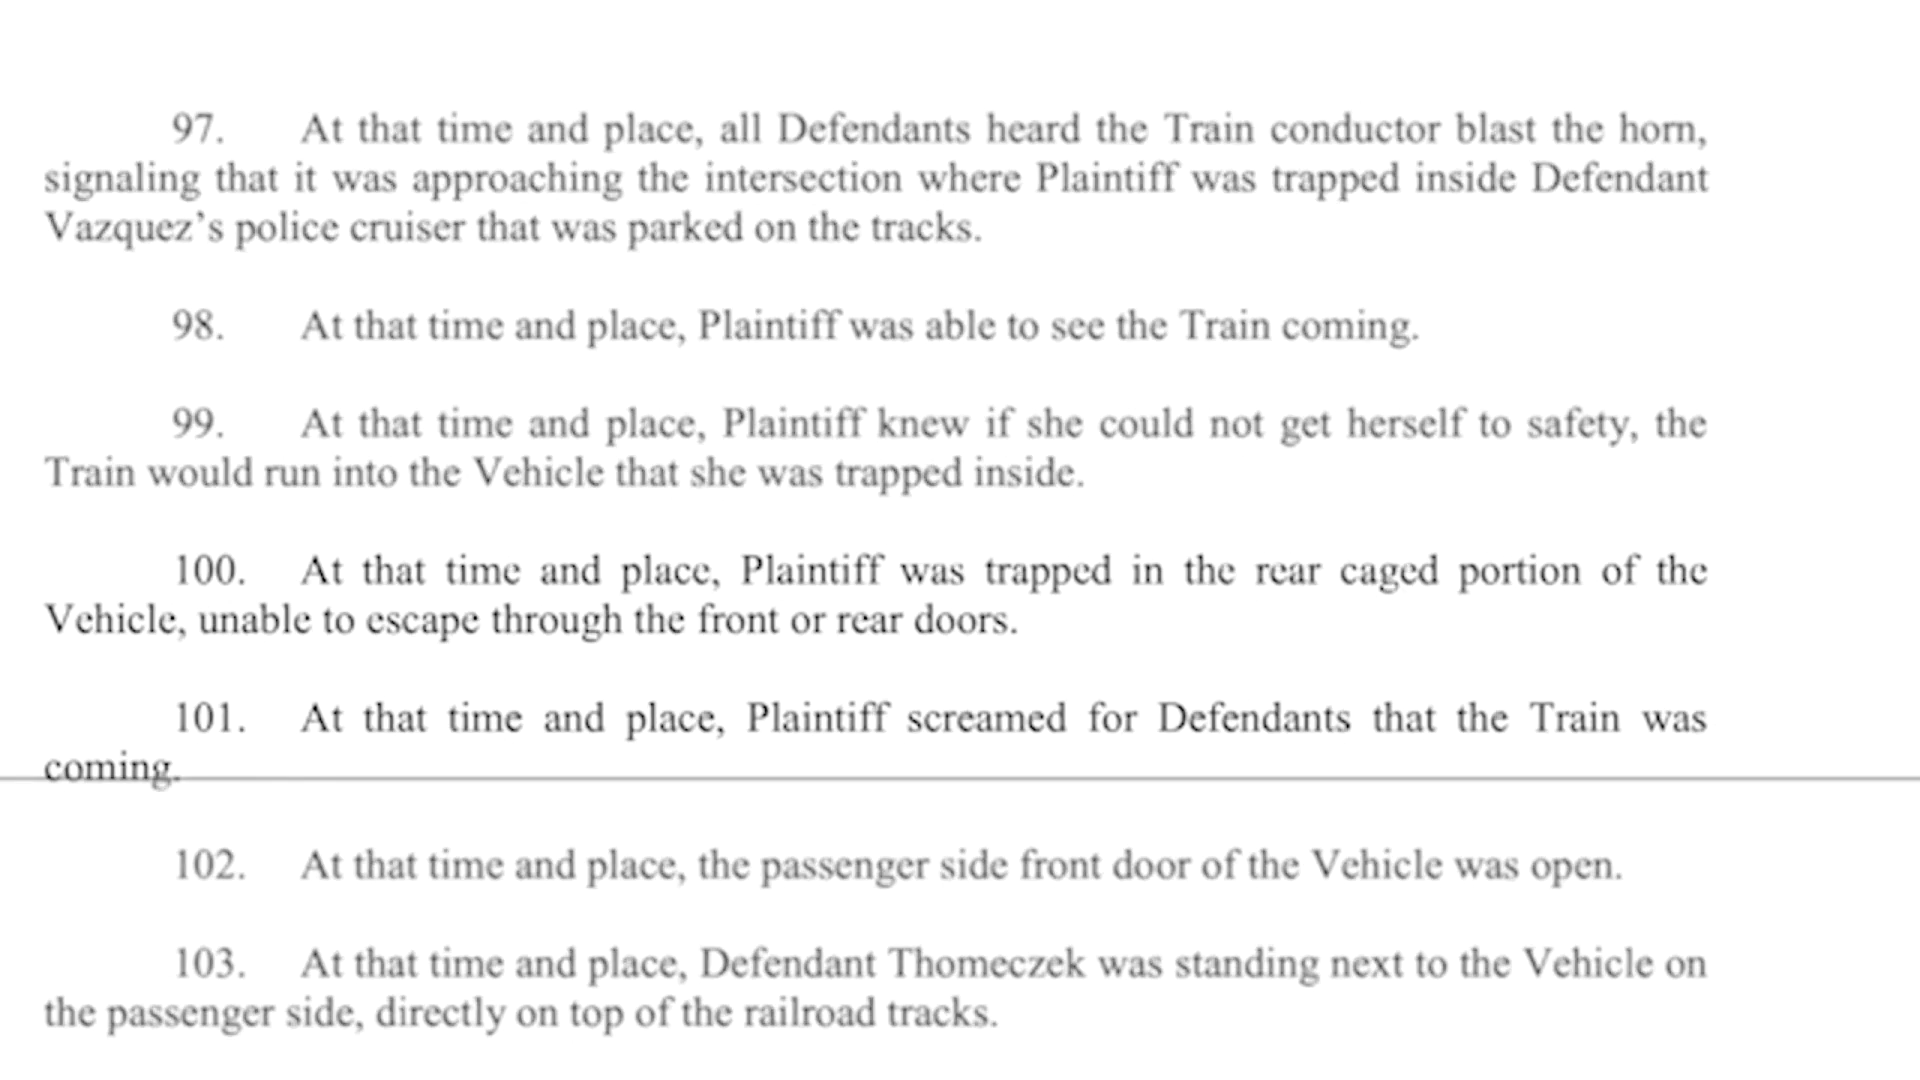 97. At that time and place, all Defendants heard the Train conductor blast the horn,
signaling that it was approaching the intersection where Plaintiff was trapped inside Defendant
Vazquez's police cruiser that was parked on the tracks.
98. At that time and place, Plaintiff was able to see the Train coming.
99. At that time and place, Plaintiff knew if she could not get herself to safety, the
Train would run into the Vehicle that she was trapped inside.
100. At that time and place, Plaintiff was trapped in the rear caged portion of the
Vehicle, unable to escape through the front or rear doors.
101. At that time and place, Plaintiff screamed for Defendants that the Train was
coming.
102. At that time and place, the passenger side front door of the Vehicle was open.
103. At that time and place, Defendant Thomeczek was standing next to the Vehicle on
the passenger side, directly on top of the railroad tracks.